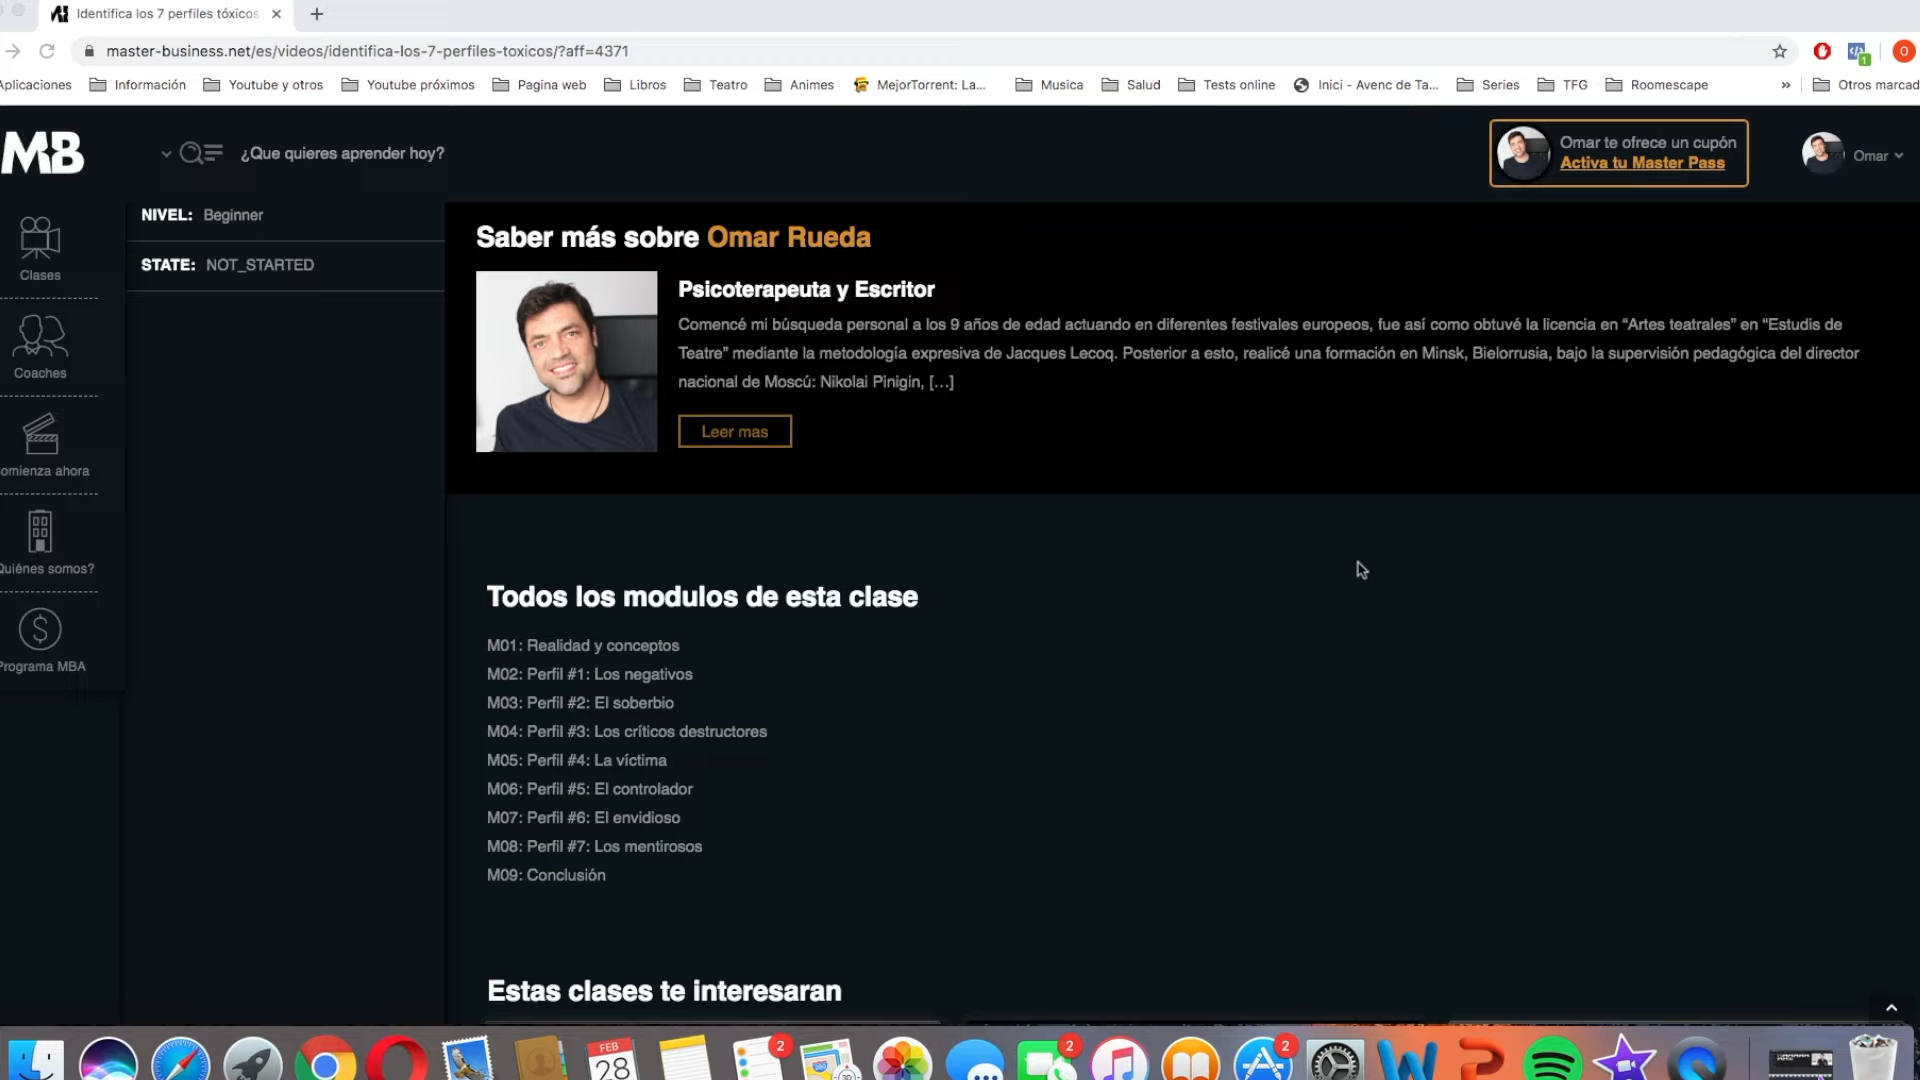 Identifica los 7 perfiles tóxicos
master-business.net/es/videos/identifica-los-7-perfiles-toxicos/?aff=4371
1
O
Aplicaciones
Información
Youtube y otros
Youtube próximos
Pagina web
Libros
Teatro
Animes
MejorTorrent: La...
Musica
Salud
Tests online
Inici - Avenc de Ta...
Series
TFG
Roomescape
»
Otros marcad
MB
¿Que quieres aprender hoy?
Omar te ofrece un cupón
Activa tu Master Pass
Omar
Clases
Coaches
omienza ahora
Quiénes somos?
Programa MBA
NIVEL: Beginner
STATE: NOT_STARTED
Saber más sobre Omar Rueda
Psicoterapeuta y Escritor
Comencé mi búsqueda personal a los 9 años de edad actuando en diferentes festivales europeos, fue así como obtuvé la licencia en “Artes teatrales” en “Estudis de
Teatre” mediante la metodología expresiva de Jacques Lecoq. Posterior a esto, realicé una formación en Minsk, Bielorrusia, bajo la supervisión pedagógica del director
nacional de Moscú: Nikolai Pinigin, […]
Leer mas
Todos los modulos de esta clase
M01: Realidad y conceptos
M02: Perfil #1: Los negativos
M03: Perfil #2: El soberbio
M04: Perfil #3: Los críticos destructores
M05: Perfil #4: La víctima
M06: Perfil #5: El controlador
M07: Perfil #6: El envidioso
M08: Perfil #7: Los mentirosos
M09: Conclusión
Estas clases te interesaran
FEB
28
2
3D
2
2